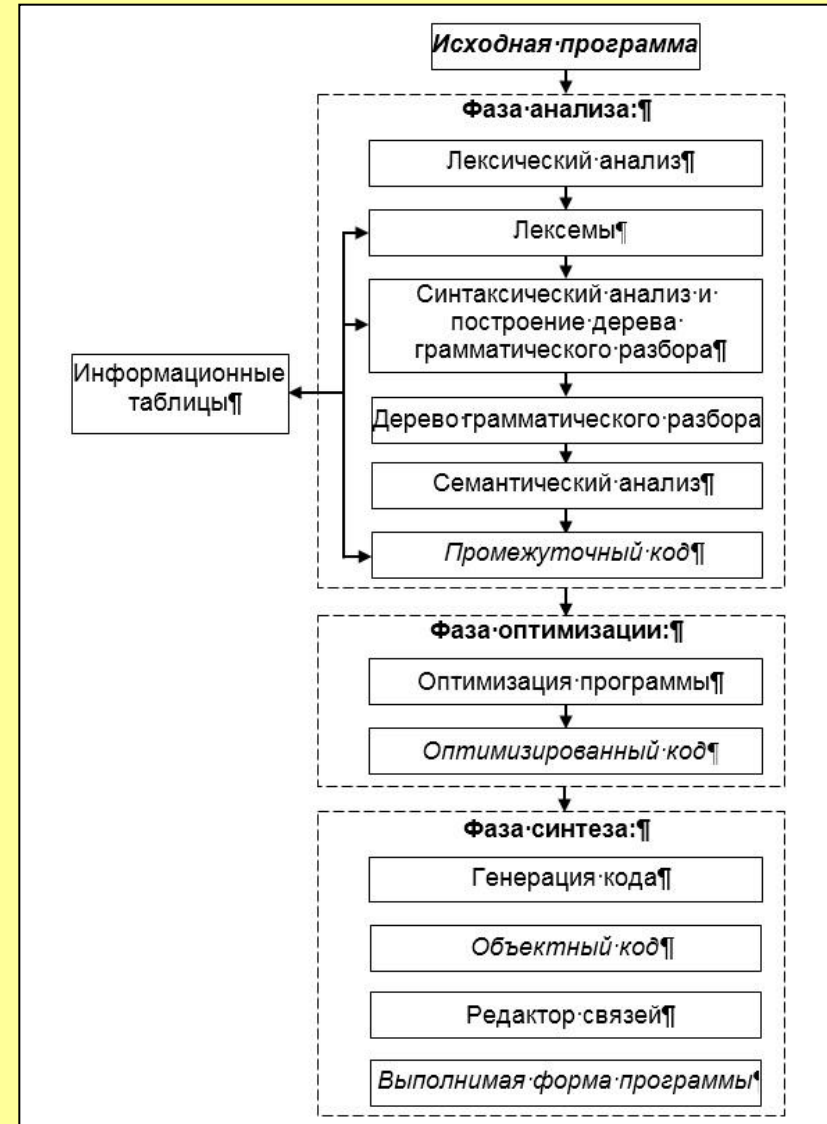 Исходная·программа
Фаза·анализа:¶
Лексический·анализ¶
Лексемы¶
Синтаксический·анализ·и·
построение·дерева·
грамматического·разбора¶
Информационные
таблицы¶
Дерево·грамматического·разбора
Семантический·анализ¶
Промежуточный·код¶
Фаза·оптимизации:¶
Оптимизация·программы¶
Оптимизированный·код¶
Фаза·синтеза:¶
Генерация·кода¶
Объектный·код¶
Редактор·связей¶
Выполнимая·форма·программы¶